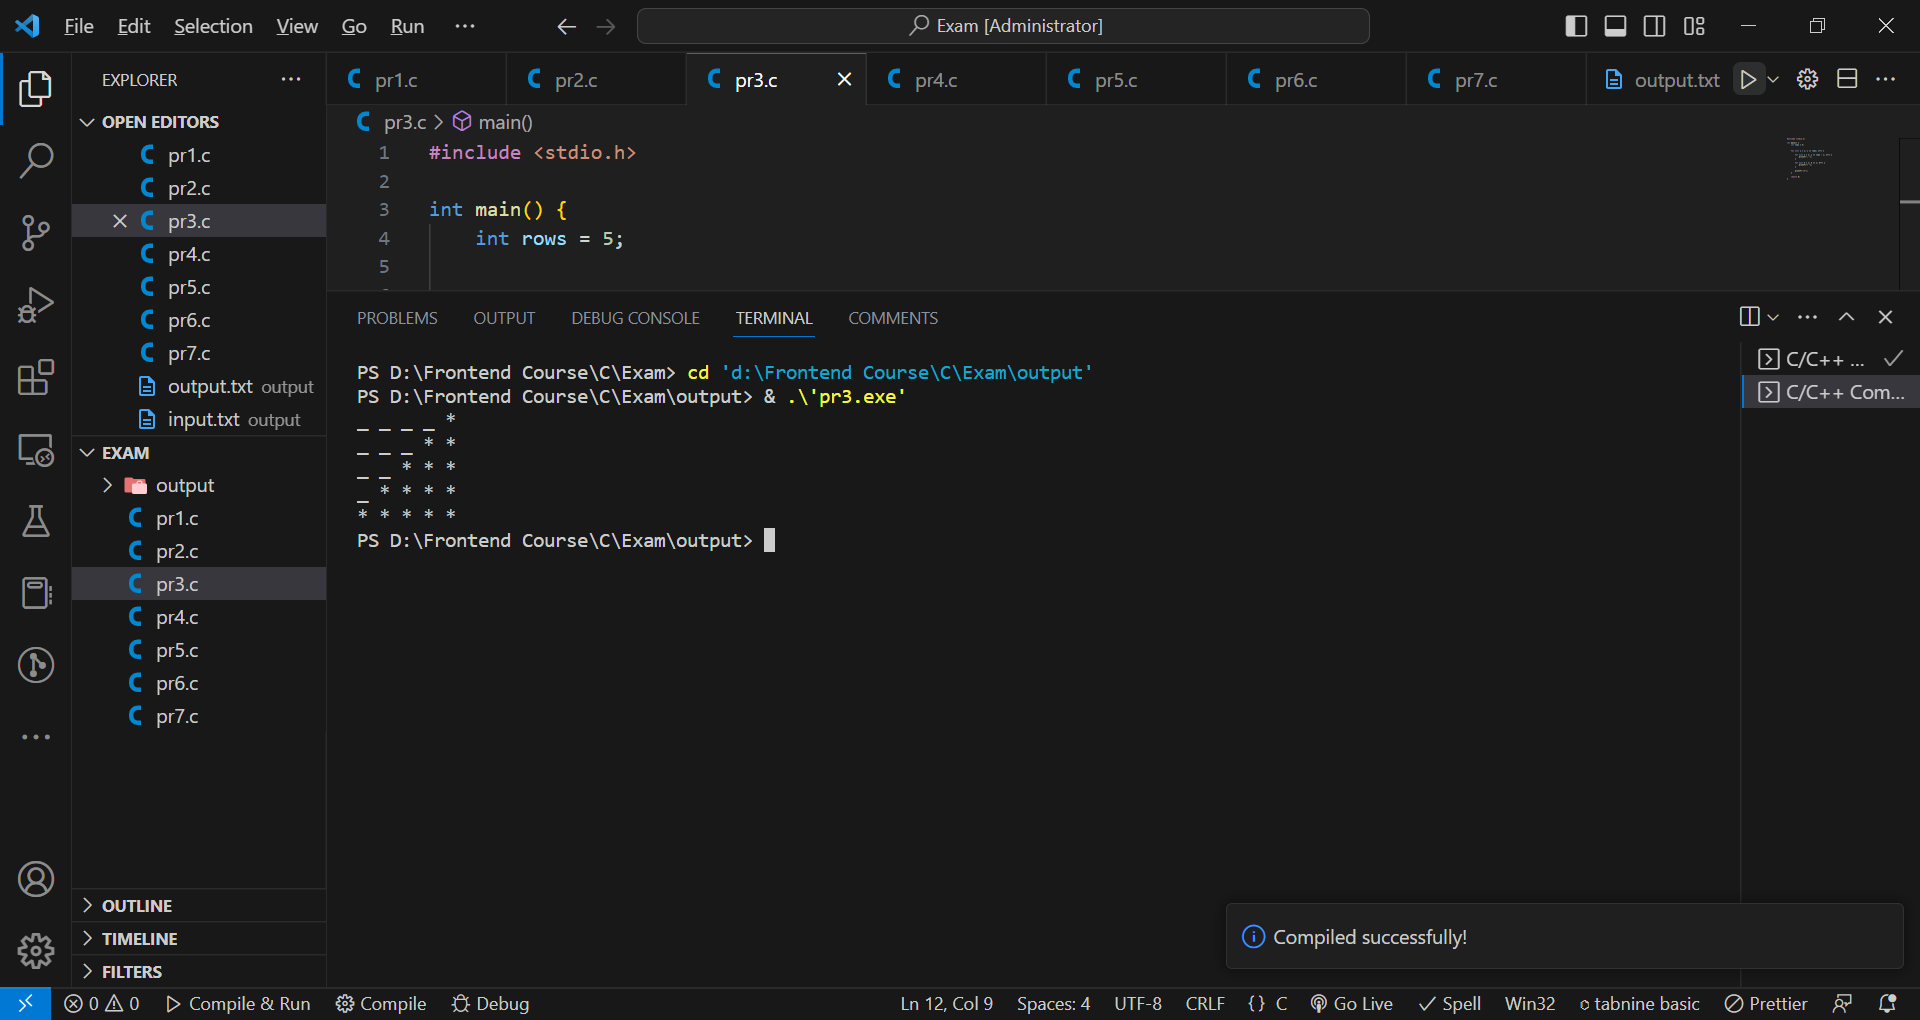 File Edit Selection View Go Run ··· Exam [Administrator]
EXPLORER ···
OPEN EDITORS
pr1.c
pr2.c
pr3.c
pr4.c
pr5.c
pr6.c
pr7.c
output.txt output
input.txt output
EXAM
output
pr1.c
pr2.c
pr3.c
pr4.c
pr5.c
pr6.c
pr7.c
OUTLINE
TIMELINE
FILTERS
pr1.c pr2.c pr3.c pr4.c pr5.c pr6.c pr7.c output.txt
pr3.c > main()
1 #include <stdio.h>
2
3 int main() {
4 int rows = 5;
5
PROBLEMS OUTPUT DEBUG CONSOLE TERMINAL COMMENTS
PS D:\Frontend Course\C\Exam> cd 'd:\Frontend Course\C\Exam\output'
PS D:\Frontend Course\C\Exam\output> & .\'pr3.exe'
_ _ _ _ *
_ _ _ * *
_ _ * * *
_ * * * *
* * * * *
PS D:\Frontend Course\C\Exam\output>
C/C++ ...
C/C++ Com...
Compiled successfully!
0 0 Compile & Run Compile Debug Ln 12, Col 9 Spaces: 4 UTF-8 CRLF {} C Go Live Spell Win32 tabnine basic Prettier